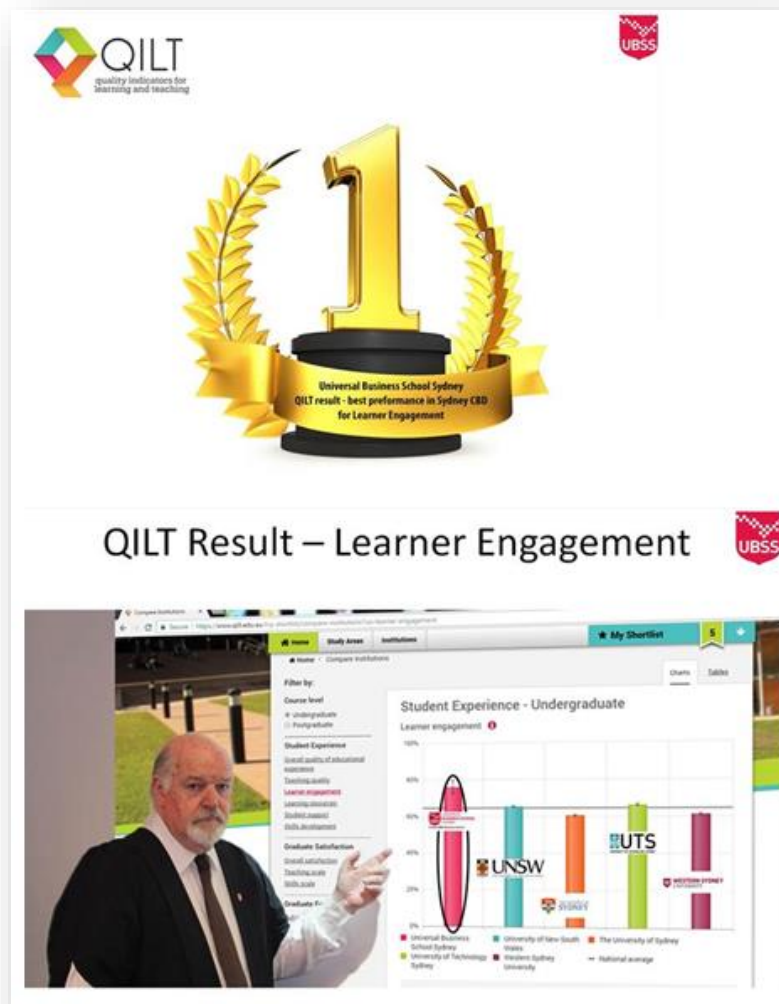 QILT
quality indicators for
learning and teaching
UBSS
1
Universal Business School Sydney
QILT result - best preformance in Sydney CBD
for Learner Engagement
QILT Result – Learner Engagement
UBSS
Compare Institutions
Home Study Areas Institutions
My Shortlist 5
Home Compare Institutions
Charts Tables
Filter by:
Course level
Undergraduate
Postgraduate
Student Experience
Overall quality of educational
experience
Teaching quality
Learner engagement
Learning resources
Student support
Skills development
Graduate Satisfaction
Overall satisfaction
Teaching scale
Skills scale
Student Experience - Undergraduate
Learner engagement
100%
80%
60%
40%
20%
0%
UNSW
SYDNEY
UTS
WESTERN SYDNEY
UNIVERSITY
Universal Business
School Sydney
University of New South
Wales
The University of Sydney
University of Technology
Sydney
Western Sydney
University
National average